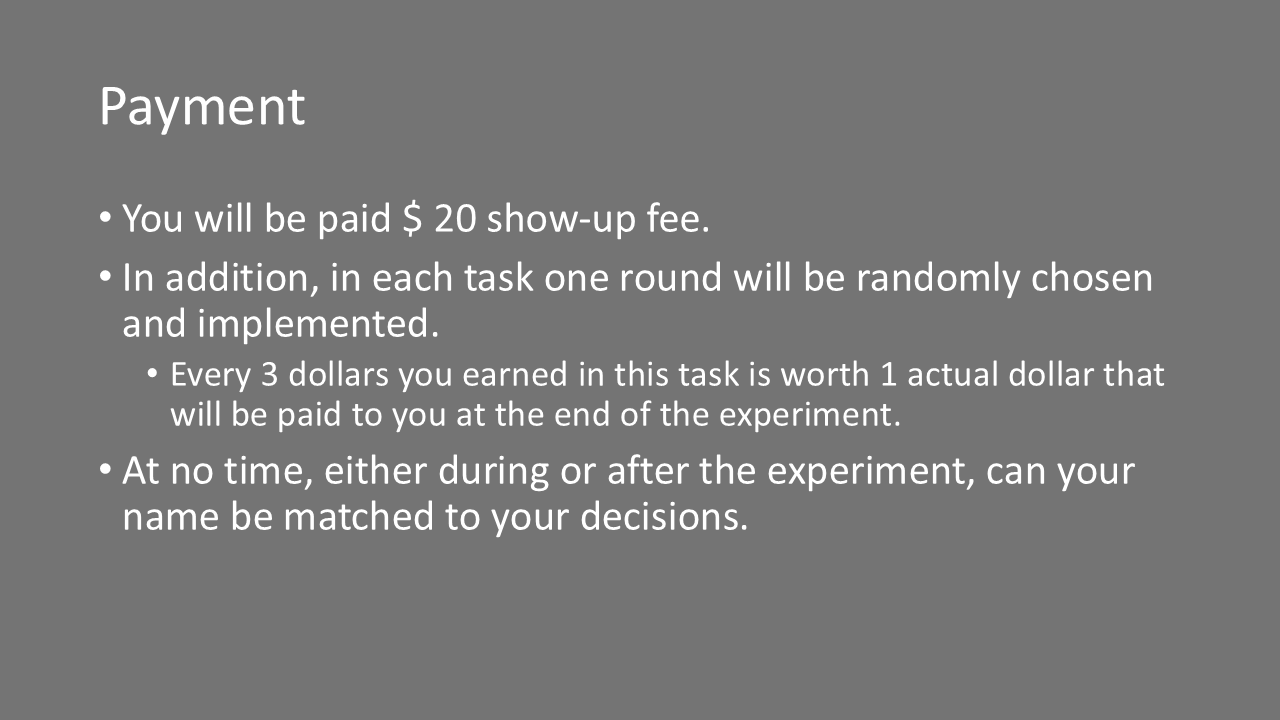 Payment
• You will be paid $ 20 show-up fee.
• In addition, in each task one round will be randomly chosen
and implemented.
• Every 3 dollars you earned in this task is worth 1 actual dollar that
will be paid to you at the end of the experiment.
• At no time, either during or after the experiment, can your
name be matched to your decisions.